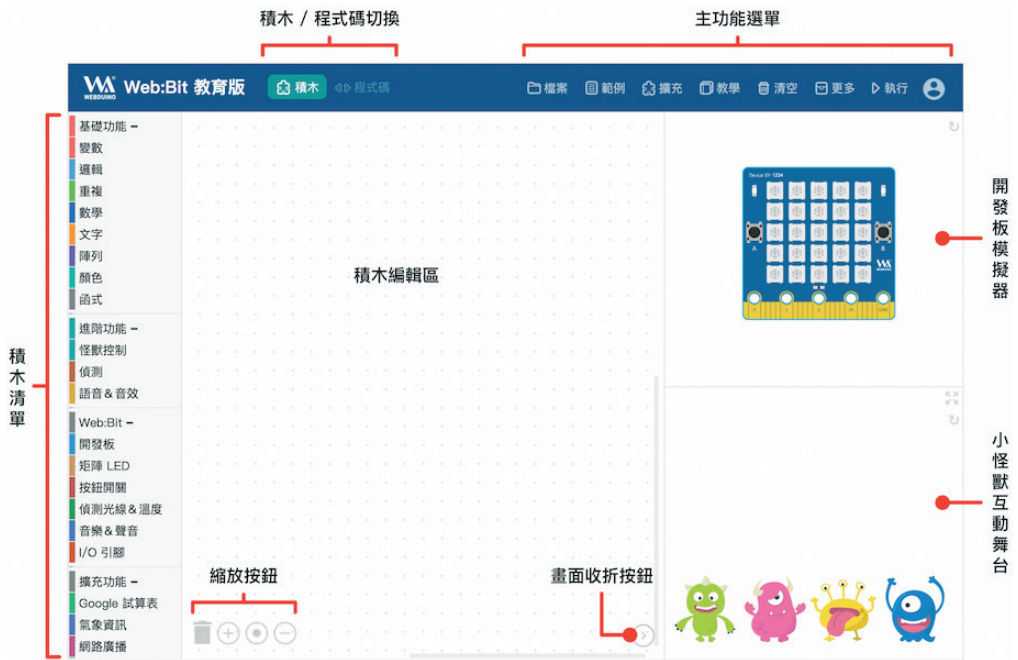 積木 / 程式碼切換
主功能選單
WEBDUINO
Web:Bit 教育版
積木
程式碼
檔案
範例
擴充
教學
清空
更多
執行
積木清單
基礎功能 –
變數
邏輯
重複
數學
文字
陣列
顏色
函式
進階功能 –
怪獸控制
偵測
語音&音效
Web:Bit –
開發板
矩陣 LED
按鈕開關
偵測光線&溫度
音樂&聲音
I/O 引腳
擴充功能 –
Google 試算表
氣象資訊
網路廣播
積木編輯區
縮放按鈕
畫面收折按鈕
Device ID: 1234
A
B
開發板模擬器
小怪獸互動舞台